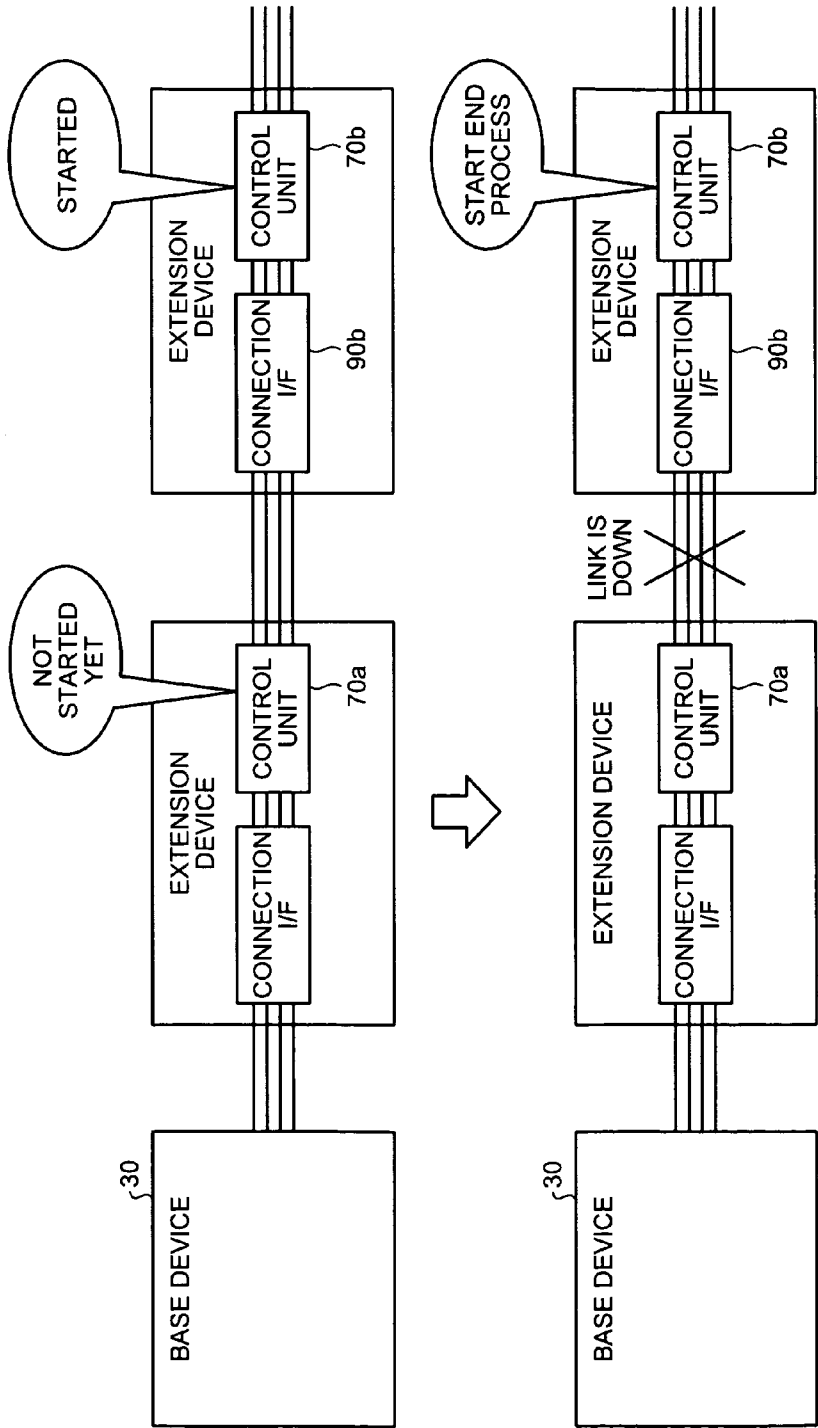 30
BASE DEVICE
NOT
STARTED
YET
EXTENSION
DEVICE
CONNECTION
I/F
CONTROL
UNIT
70a
STARTED
EXTENSION
DEVICE
CONNECTION
I/F
CONTROL
UNIT
90b
70b
30
BASE DEVICE
EXTENSION DEVICE
CONNECTION
I/F
CONTROL
UNIT
70a
LINK IS
DOWN
START END
PROCESS
EXTENSION
DEVICE
CONNECTION
I/F
CONTROL
UNIT
90b
70b